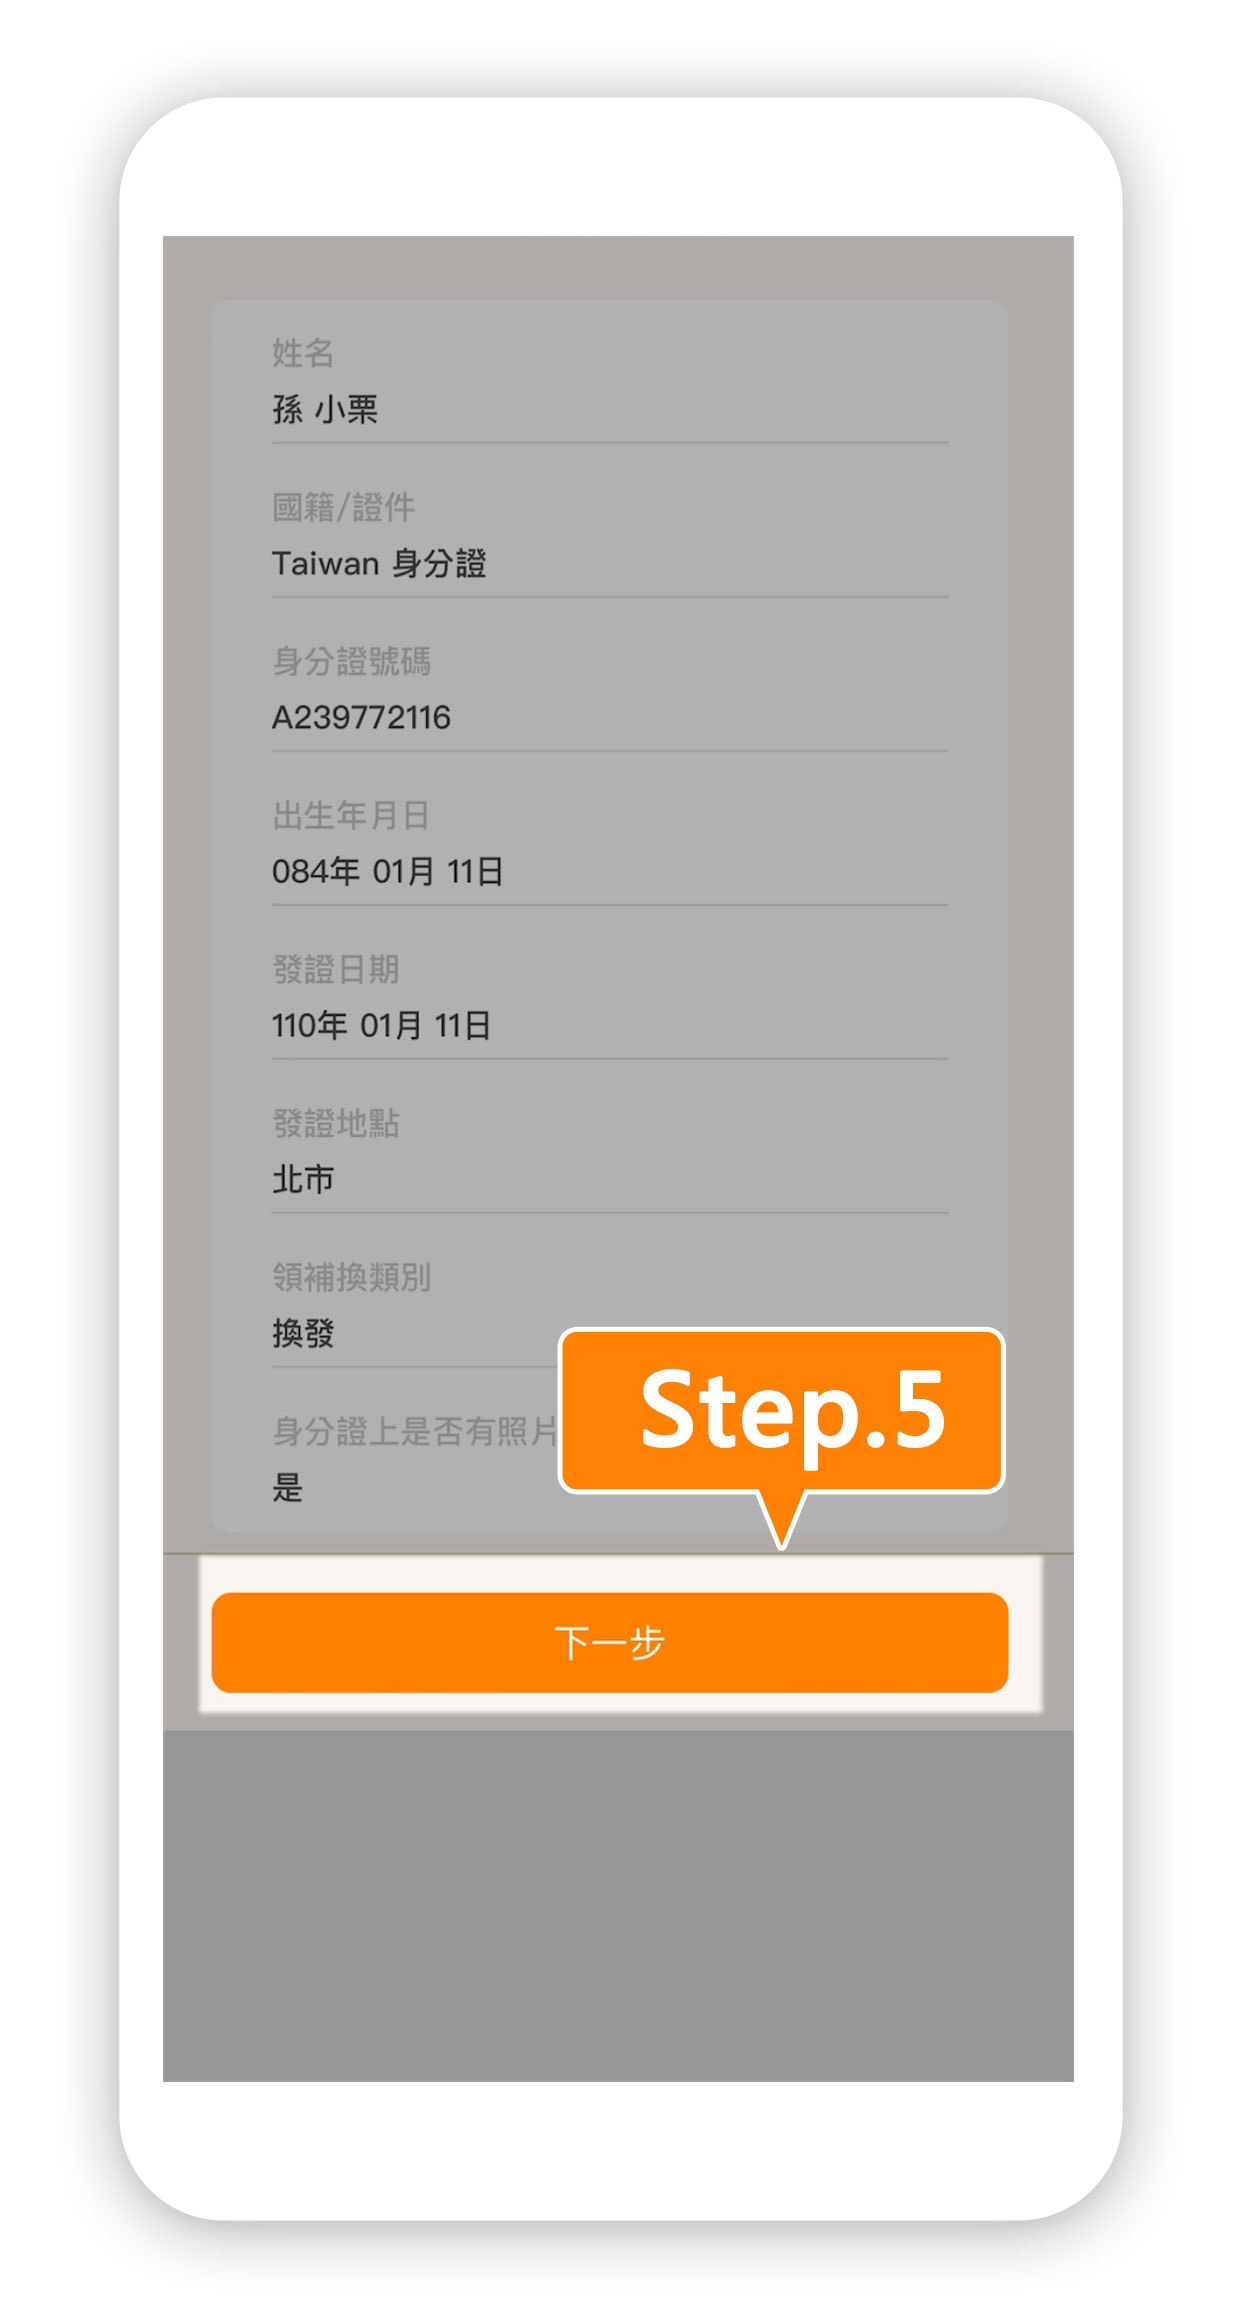 姓名
孫 小栗
國籍/證件
Taiwan 身分證
身分證號碼
A239772116
出生年月日
084年 01月 11日
發證日期
110年 01月 11日
發證地點
北市
領補換類別
換發
身分證上是否有照片
是
Step.5
下一步